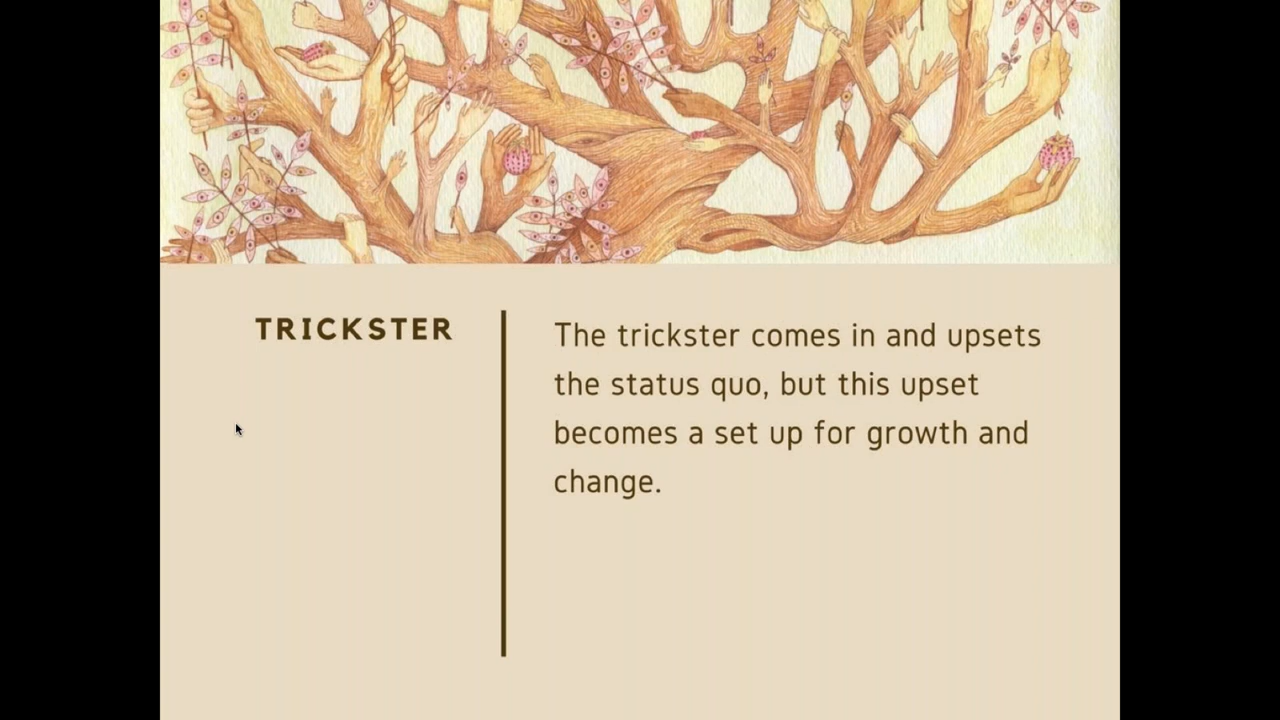 TRICKSTER
The trickster comes in and upsets
the status quo, but this upset
becomes a set up for growth and
change.